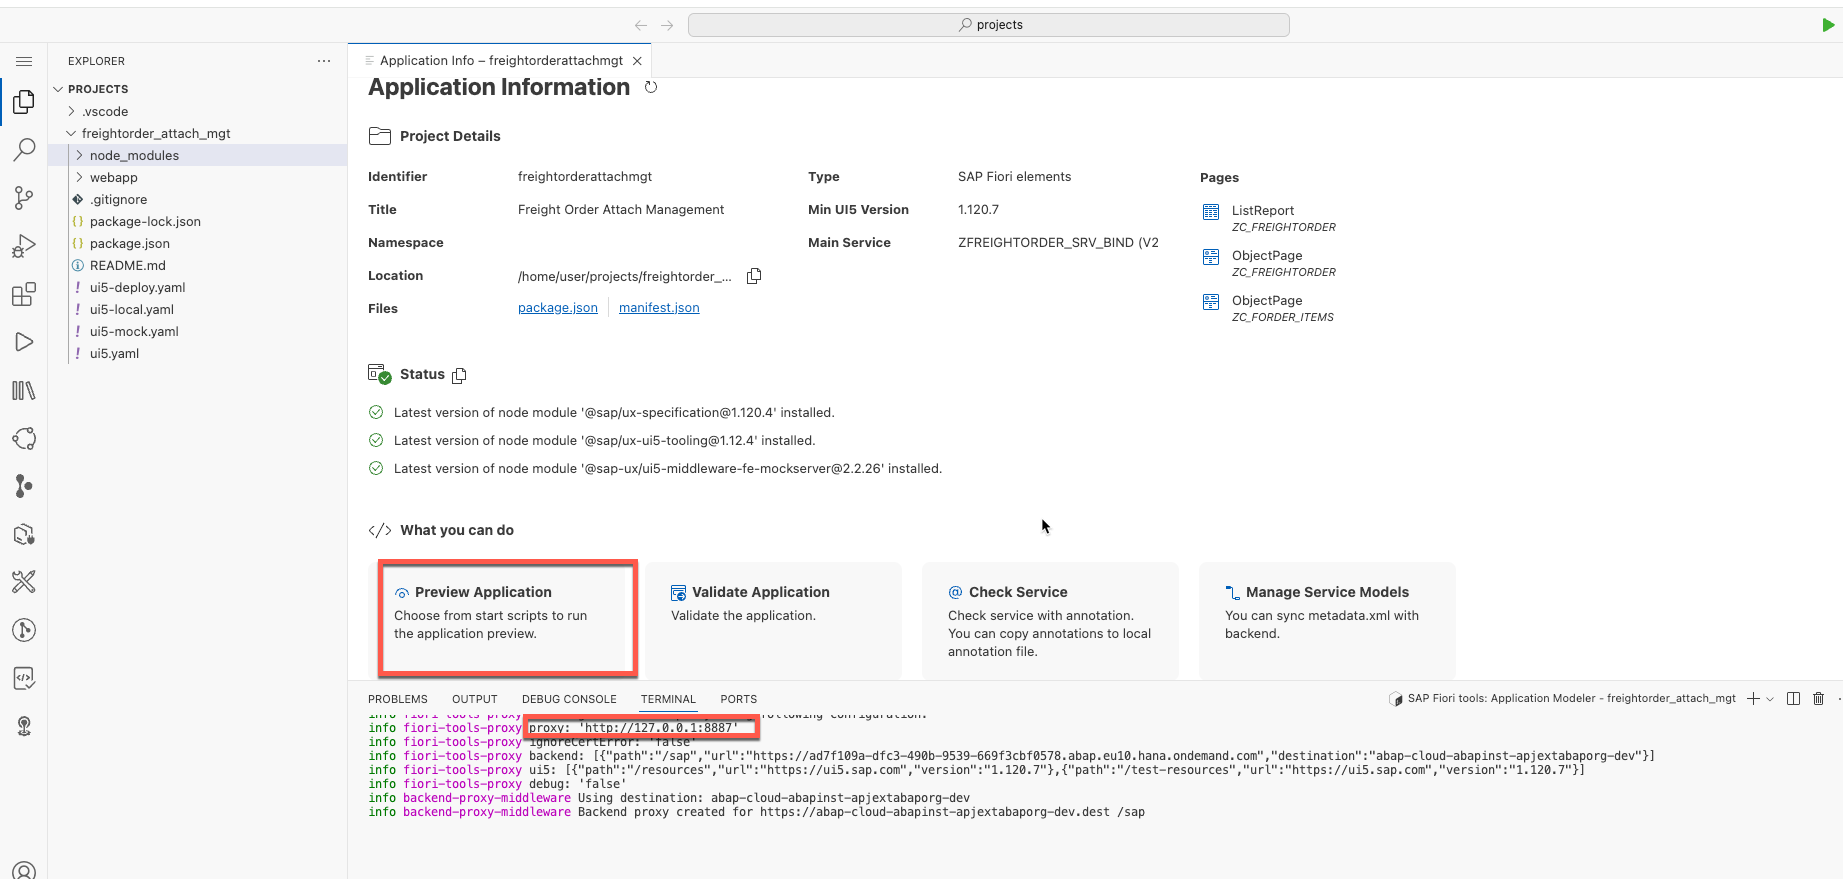 projects
EXPLORER
PROJECTS
.vscode
freightorder_attach_mgt
node_modules
webapp
.gitignore
package-lock.json
package.json
README.md
ui5-deploy.yaml
ui5-local.yaml
ui5-mock.yaml
ui5.yaml
Application Info – freightorderattachmgt
Application Information
Project Details
Identifier freightorderattachmgt
Title Freight Order Attach Management
Namespace
Location /home/user/projects/freightorder_...
Files package.json manifest.json
Type SAP Fiori elements
Min UI5 Version 1.120.7
Main Service ZFREIGHTORDER_SRV_BIND (V2
Pages
ListReport
ZC_FREIGHTORDER
ObjectPage
ZC_FREIGHTORDER
ObjectPage
ZC_FORDER_ITEMS
Status
Latest version of node module '@sap/ux-specification@1.120.4' installed.
Latest version of node module '@sap/ux-ui5-tooling@1.12.4' installed.
Latest version of node module '@sap-ux/ui5-middleware-fe-mockserver@2.2.26' installed.
What you can do
Preview Application
Choose from start scripts to run
the application preview.
Validate Application
Validate the application.
Check Service
Check service with annotation.
You can copy annotations to local
annotation file.
Manage Service Models
You can sync metadata.xml with
backend.
PROBLEMS OUTPUT DEBUG CONSOLE TERMINAL PORTS
SAP Fiori tools: Application Modeler - freightorder_attach_mgt
info fiori-tools-proxy following configuration:
info fiori-tools-proxy proxy: 'http://127.0.0.1:8887'
info fiori-tools-proxy ignoreCertError: 'false'
info fiori-tools-proxy backend: [{"path":"/sap","url":"https://ad7f109a-dfc3-490b-9539-669f3cbf0578.abap.eu10.hana.ondemand.com","destination":"abap-cloud-abapinst-apjextabaporg-dev"}]
info fiori-tools-proxy ui5: [{"path":"/resources","url":"https://ui5.sap.com","version":"1.120.7"},{"path":"/test-resources","url":"https://ui5.sap.com","version":"1.120.7"}]
info fiori-tools-proxy debug: 'false'
info backend-proxy-middleware Using destination: abap-cloud-abapinst-apjextabaporg-dev
info backend-proxy-middleware Backend proxy created for https://abap-cloud-abapinst-apjextabaporg-dev.dest /sap